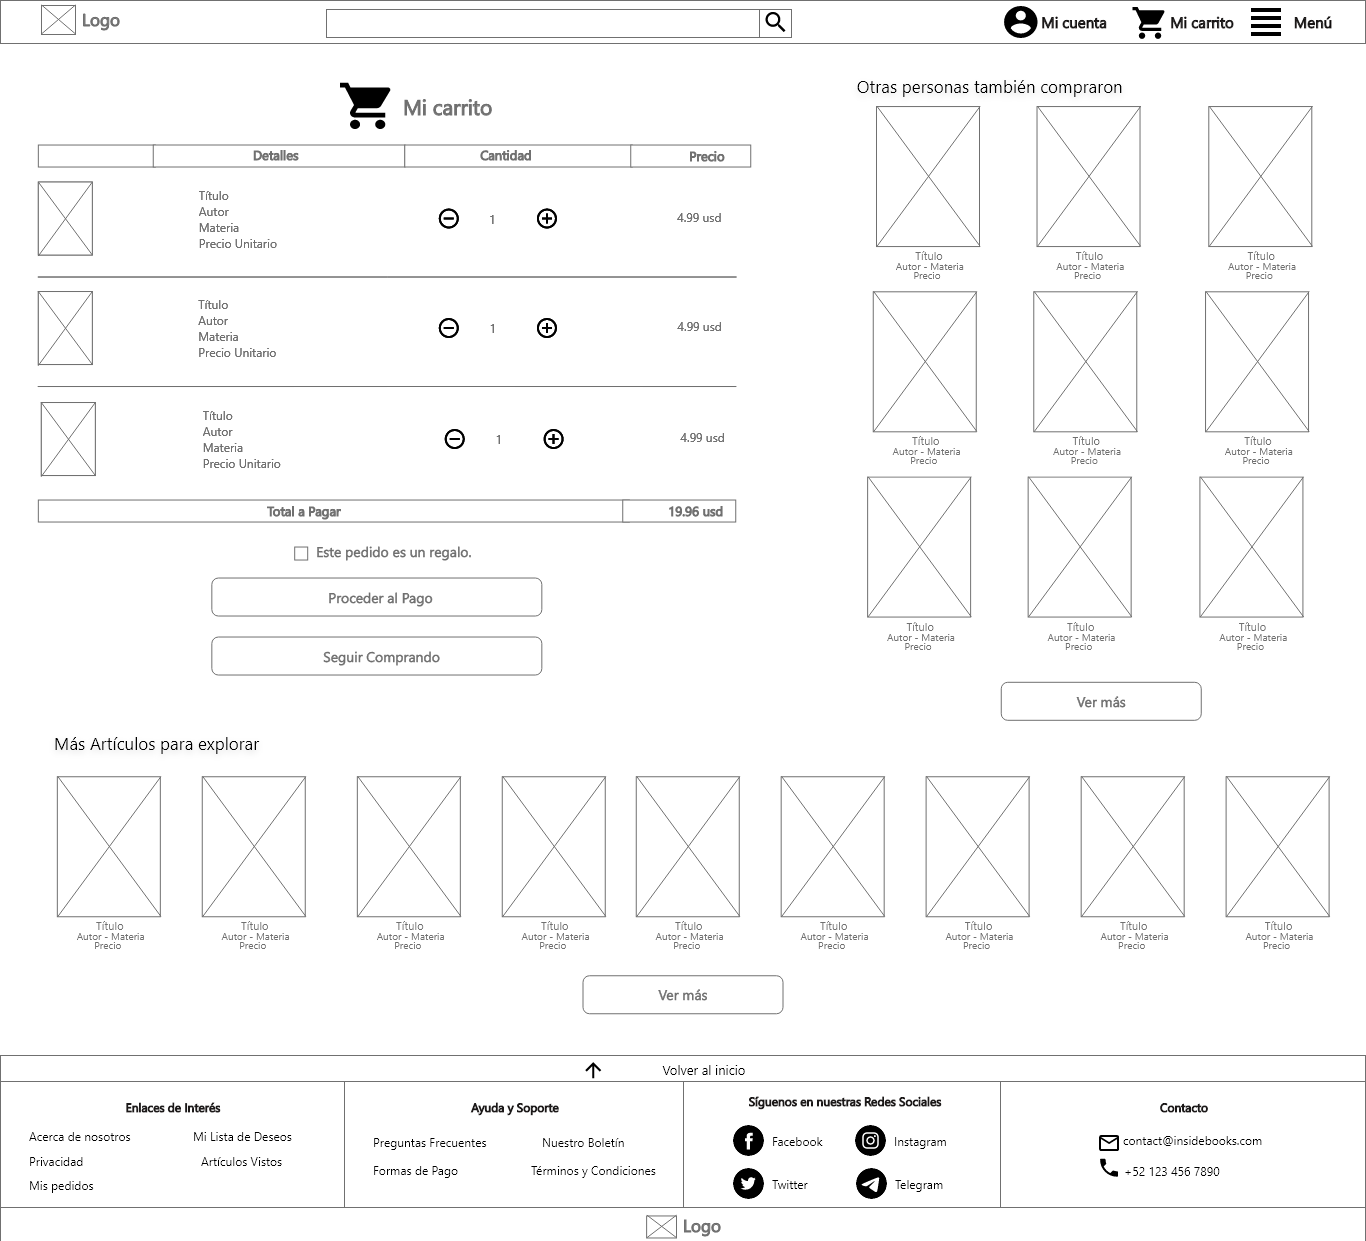 Logo
Mi cuenta
Mi carrito
Menú
Mi carrito
Detalles Cantidad Precio
Título
Autor
Materia
Precio Unitario
1
4.99 usd
Título
Autor
Materia
Precio Unitario
1
4.99 usd
Título
Autor
Materia
Precio Unitario
1
4.99 usd
Total a Pagar 19.96 usd
Este pedido es un regalo.
Proceder al Pago
Seguir Comprando
Otras personas también compraron
Título Título Título
Autor - Materia Autor - Materia Autor - Materia
Precio Precio Precio
Título Título Título
Autor - Materia Autor - Materia Autor - Materia
Precio Precio Precio
Título Título Título
Autor - Materia Autor - Materia Autor - Materia
Precio Precio Precio
Ver más
Más Artículos para explorar
Título Título Título Título Título Título Título Título Título
Autor - Materia Autor - Materia Autor - Materia Autor - Materia Autor - Materia Autor - Materia Autor - Materia Autor - Materia Autor - Materia
Precio Precio Precio Precio Precio Precio Precio Precio Precio
Ver más
Volver al inicio
Enlaces de Interés
Acerca de nosotros Mi Lista de Deseos
Privacidad Artículos Vistos
Mis pedidos
Ayuda y Soporte
Preguntas Frecuentes Nuestro Boletín
Formas de Pago Términos y Condiciones
Síguenos en nuestras Redes Sociales
Facebook Instagram
Twitter Telegram
Contacto
contact@insidebooks.com
+52 123 456 7890
Logo